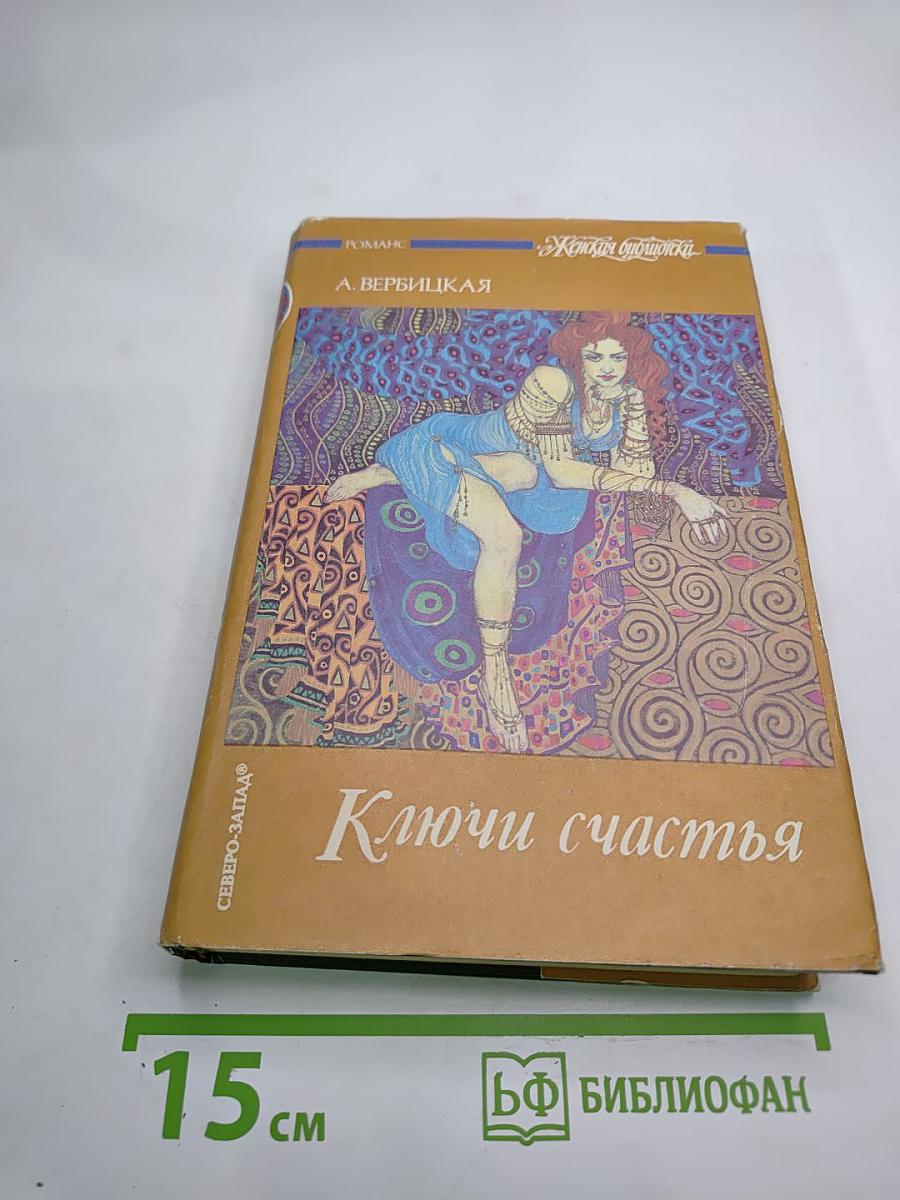 РОМАНС
Женская библиотека
А. ВЕРБИЦКАЯ
СЕВЕРО-ЗАПАД®
Ключи счастья
15 см
БФ БИБЛИОФАН